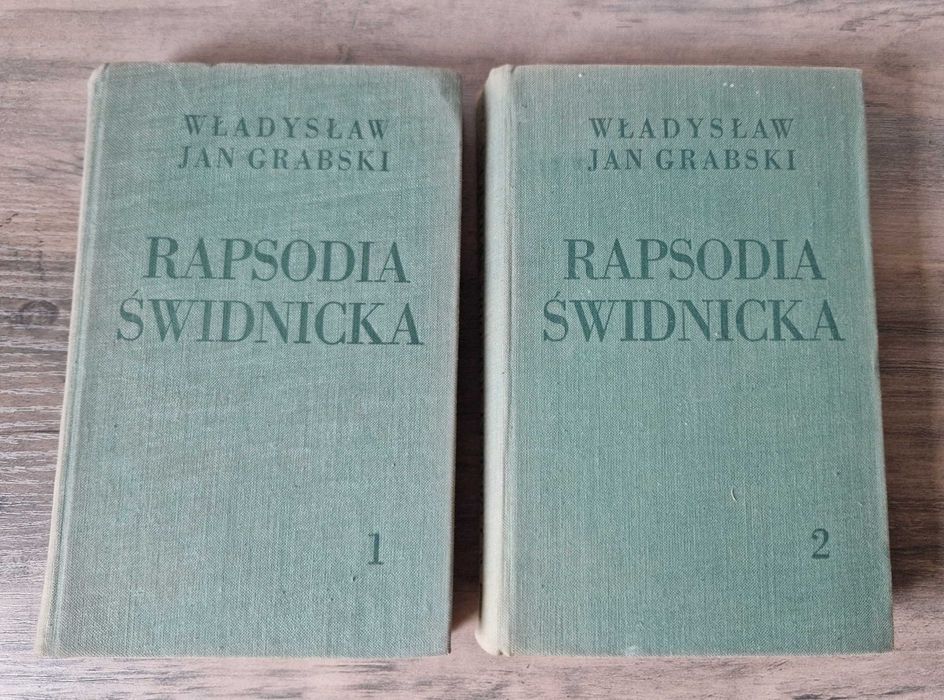 WŁADYSŁAW
JAN GRABSKI
RAPSODIA
ŚWIDNICKA
1
WŁADYSŁAW
JAN GRABSKI
RAPSODIA
ŚWIDNICKA
2